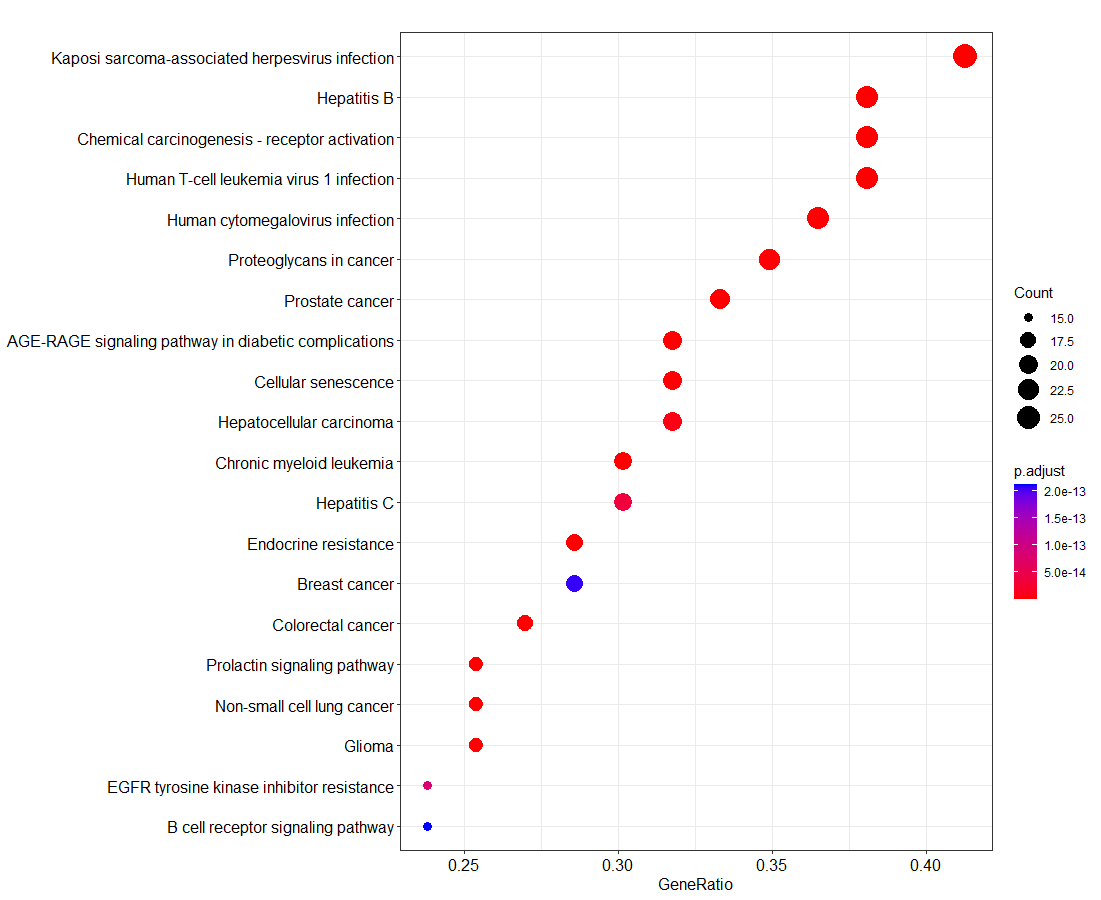 Kaposi sarcoma-associated herpesvirus infection
Hepatitis B
Chemical carcinogenesis - receptor activation
Human T-cell leukemia virus 1 infection
Human cytomegalovirus infection
Proteoglycans in cancer
Prostate cancer
AGE-RAGE signaling pathway in diabetic complications
Cellular senescence
Hepatocellular carcinoma
Chronic myeloid leukemia
Hepatitis C
Endocrine resistance
Breast cancer
Colorectal cancer
Prolactin signaling pathway
Non-small cell lung cancer
Glioma
EGFR tyrosine kinase inhibitor resistance
B cell receptor signaling pathway
0.25 0.30 0.35 0.40
GeneRatio
Count
15.0
17.5
20.0
22.5
25.0
p.adjust
2.0e-13
1.5e-13
1.0e-13
5.0e-14